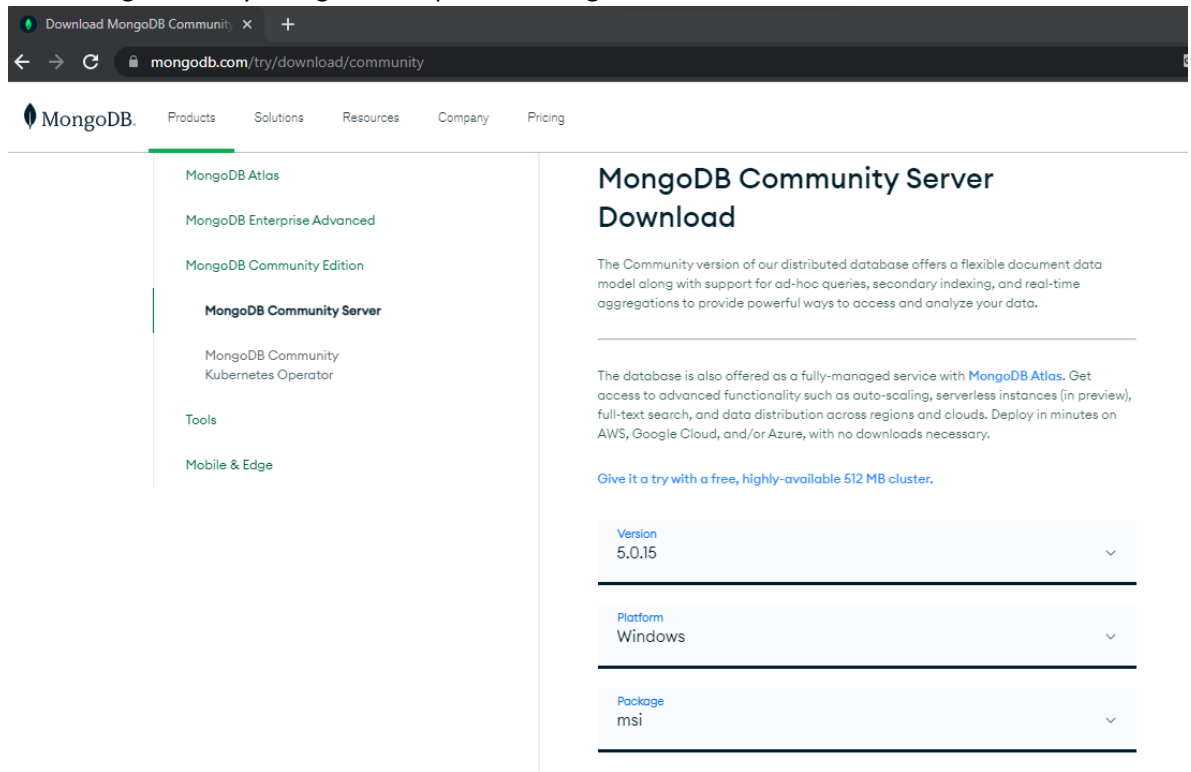 Download MongoDB Community
mongodb.com/try/download/community
MongoDB.
Products Solutions Resources Company Pricing
MongoDB Atlas
MongoDB Enterprise Advanced
MongoDB Community Edition
MongoDB Community Server
MongoDB Community
Kubernetes Operator
Tools
Mobile & Edge
MongoDB Community Server
Download
The Community version of our distributed database offers a flexible document data
model along with support for ad-hoc queries, secondary indexing, and real-time
aggregations to provide powerful ways to access and analyze your data.
The database is also offered as a fully-managed service with MongoDB Atlas. Get
access to advanced functionality such as auto-scaling, serverless instances (in preview),
full-text search, and data distribution across regions and clouds. Deploy in minutes on
AWS, Google Cloud, and/or Azure, with no downloads necessary.
Give it a try with a free, highly-available 512 MB cluster.
Version
5.0.15
Platform
Windows
Package
msi